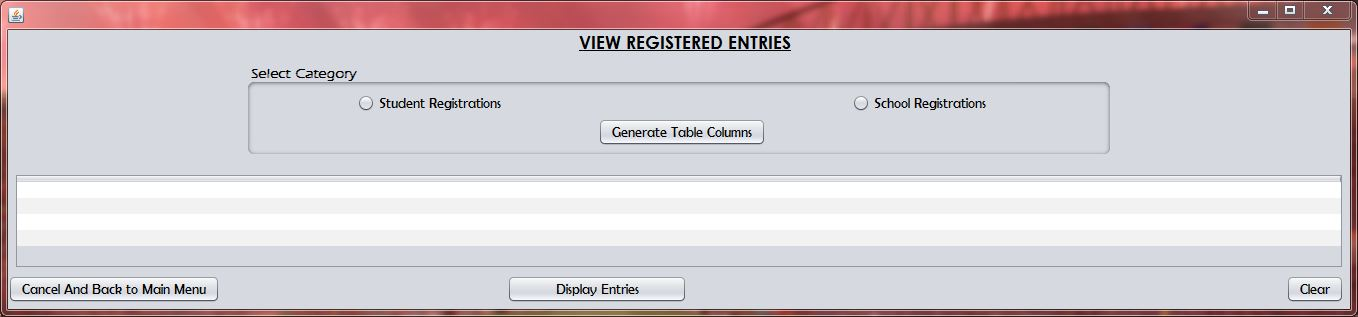 VIEW REGISTERED ENTRIES
Select Category
Student Registrations
School Registrations
Generate Table Columns
Cancel And Back to Main Menu
Display Entries
Clear